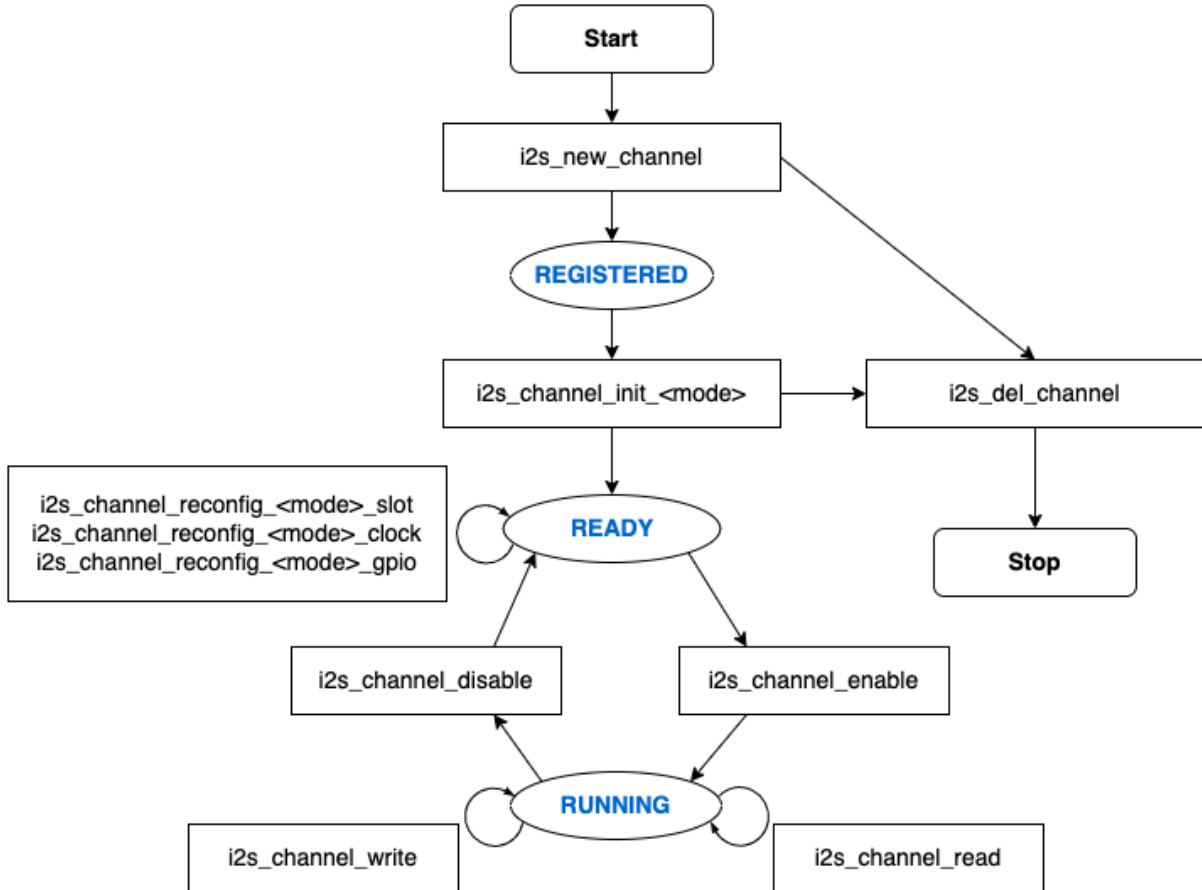 Start
i2s_new_channel
REGISTERED
i2s_channel_init_<mode>
i2s_del_channel
i2s_channel_reconfig_<mode>_slot
i2s_channel_reconfig_<mode>_clock
i2s_channel_reconfig_<mode>_gpio
READY
Stop
i2s_channel_disable
i2s_channel_enable
RUNNING
i2s_channel_write
i2s_channel_read